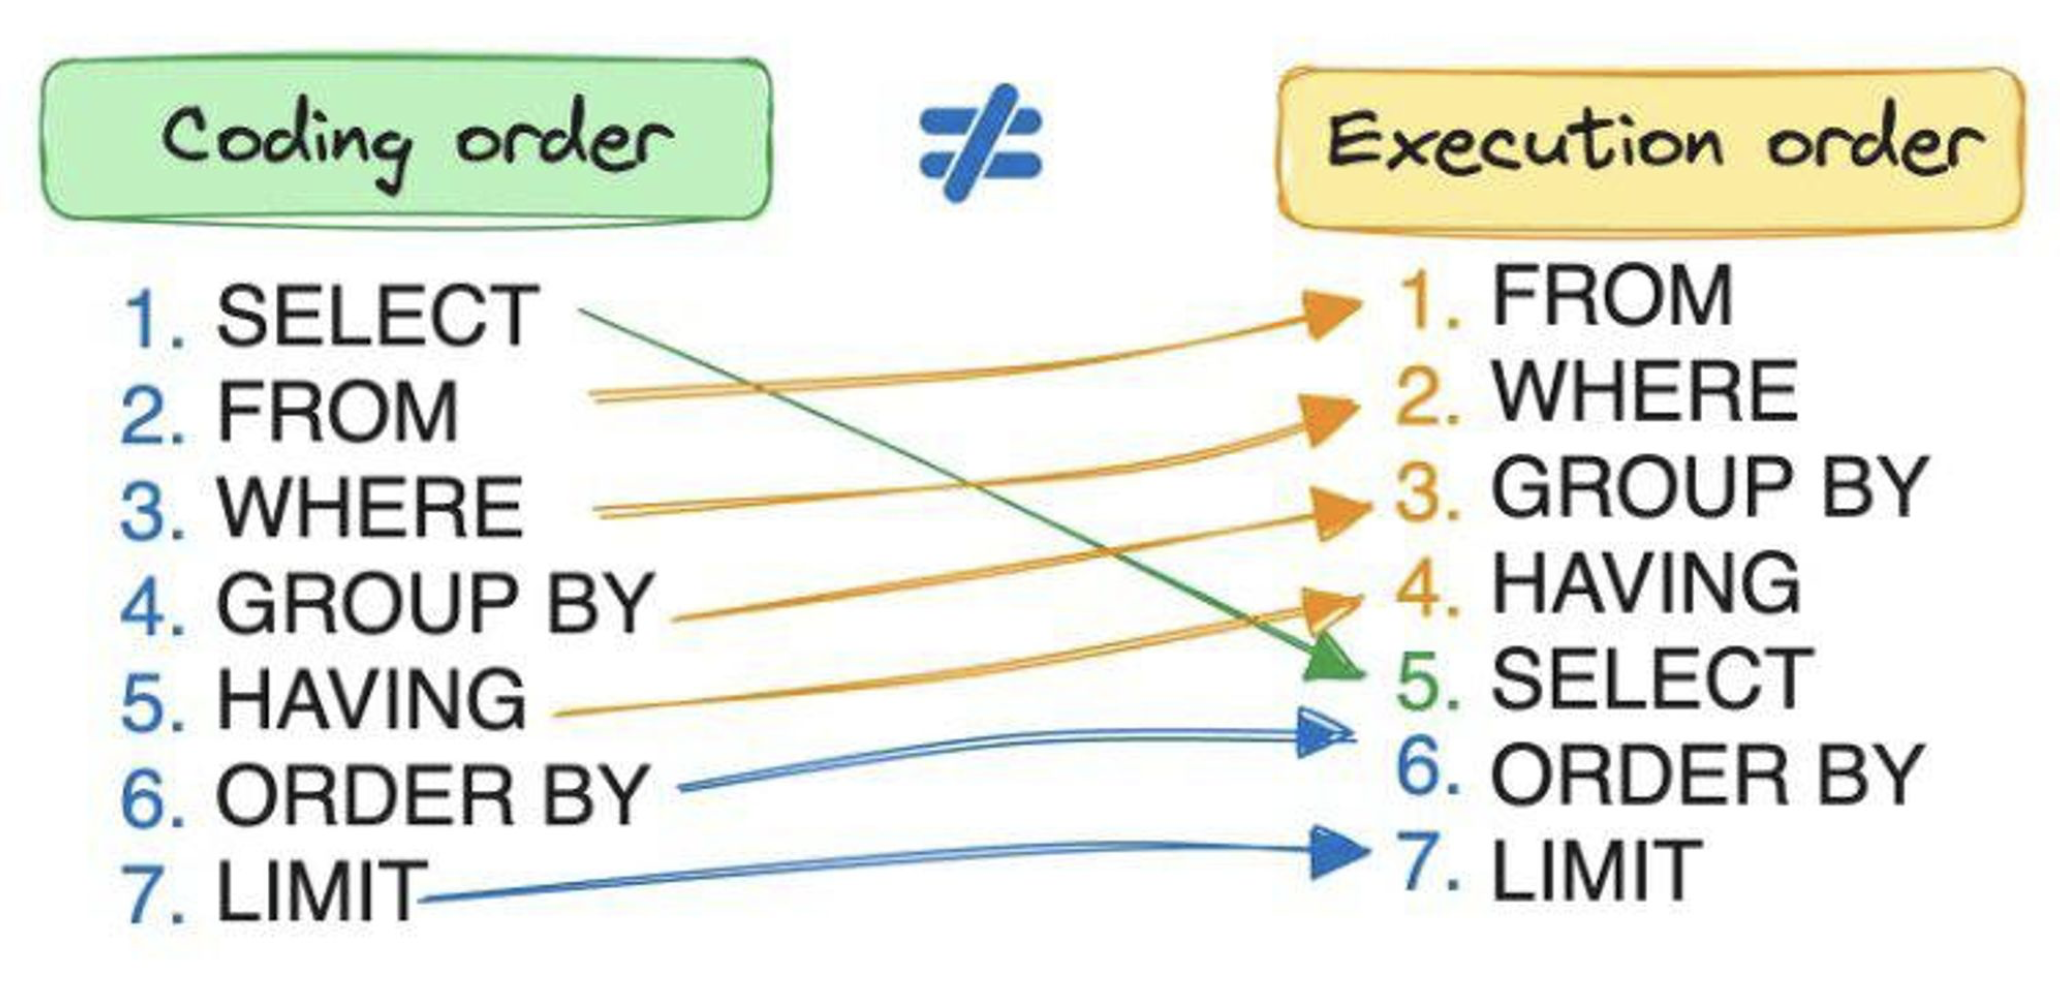 Coding order
≠
Execution order
1. SELECT
2. FROM
3. WHERE
4. GROUP BY
5. HAVING
6. ORDER BY
7. LIMIT
1. FROM
2. WHERE
3. GROUP BY
4. HAVING
5. SELECT
6. ORDER BY
7. LIMIT